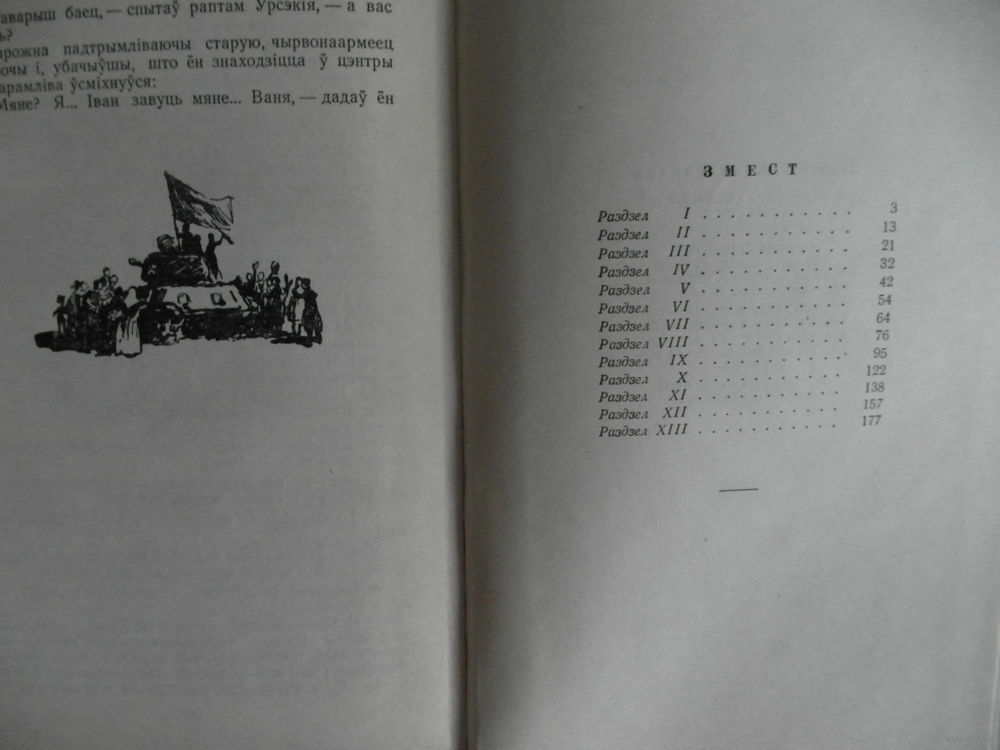 аварыш баец, — спытаў раптам Урсэкія, — а вас
ь?
рожна падтрымліваючы старую, чырвонаармеец
очы і, убачыўшы, што ён знаходзіцца ў цэнтры
арамліва ўсміхнуўся:
Мяне? Я... Іван завуць мяне... Ваня, — дадаў ён
ЗМЕСТ
Раздзел I . . . . . . . . . . . 3
Раздзел II . . . . . . . . . . . 13
Раздзел III . . . . . . . . . . . 21
Раздзел IV . . . . . . . . . . . 32
Раздзел V . . . . . . . . . . . 42
Раздзел VI . . . . . . . . . . . 54
Раздзел VII . . . . . . . . . . . 64
Раздзел VIII . . . . . . . . . . . 76
Раздзел IX . . . . . . . . . . . 95
Раздзел X . . . . . . . . . . . 122
Раздзел XI . . . . . . . . . . . 138
Раздзел XII . . . . . . . . . . . 157
Раздзел XIII . . . . . . . . . . . 177